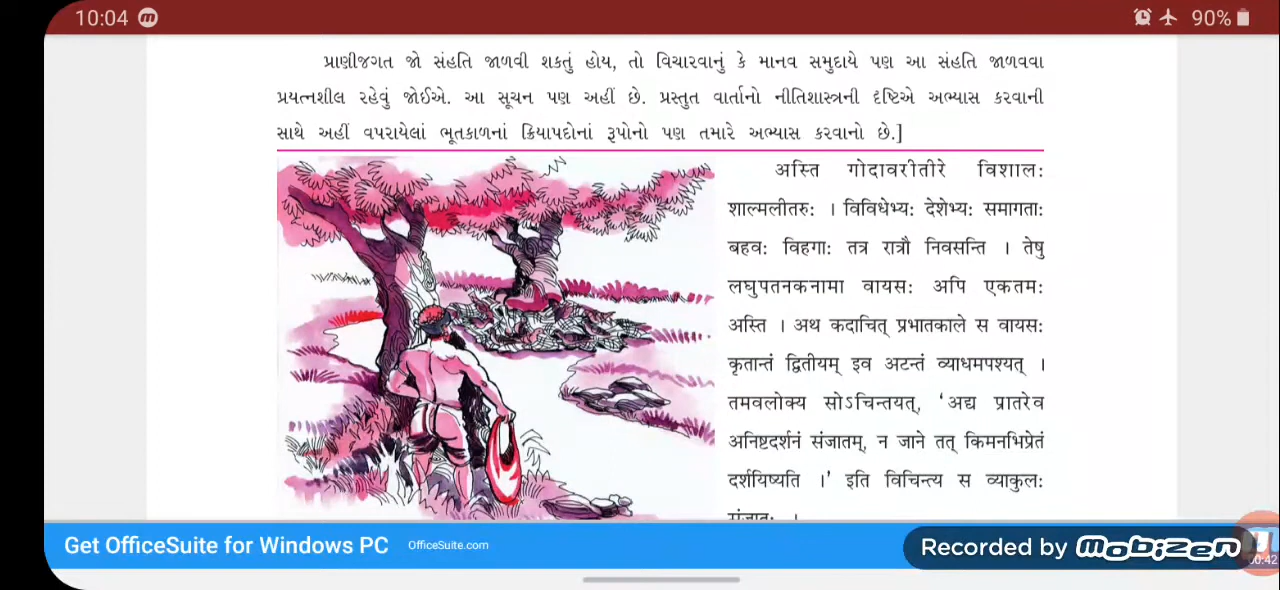 10:04 m
90%
પ્રાણીજગત જો સંહતિ જાળવી શકતું હોય, તો વિચારવાનું કે માનવ સમુદાયે પણ આ સંહતિ જાળવવા
પ્રયત્નશીલ રહેવું જોઈએ. આ સૂચન પણ અહીં છે. પ્રસ્તુત વાર્તાનો નીતિશાસ્ત્રની દૃષ્ટિએ અભ્યાસ કરવાની
સાથે અહીં વપરાયેલાં ભૂતકાળનાં ક્રિયાપદોનાં રૂપોનો પણ તમારે અભ્યાસ કરવાનો છે.]
अस्ति गोदावरीतीरे विशालः
शाल्मलीतरुः । विविधेभ्यः देशेभ्यः समागताः
बहवः विहगाः तत्र रात्रौ निवसन्ति । तेषु
लघुपतनकनामा वायसः अपि एकतमः
अस्ति । अथ कदाचित् प्रभातकाले स वायसः
कृतान्तं द्वितीयम् इव अटन्तं व्याधमपश्यत् ।
तमवलोक्य सोऽचिन्तयत्, ‘अद्य प्रातरेव
अनिष्टदर्शनं संजातम्, न जाने तत् किमनभिप्रेतं
दर्शयिष्यति ।’ इति विचिन्त्य स व्याकुलः
Get OfficeSuite for Windows PC OfficeSuite.com
Recorded by MOBIZEN
00:42